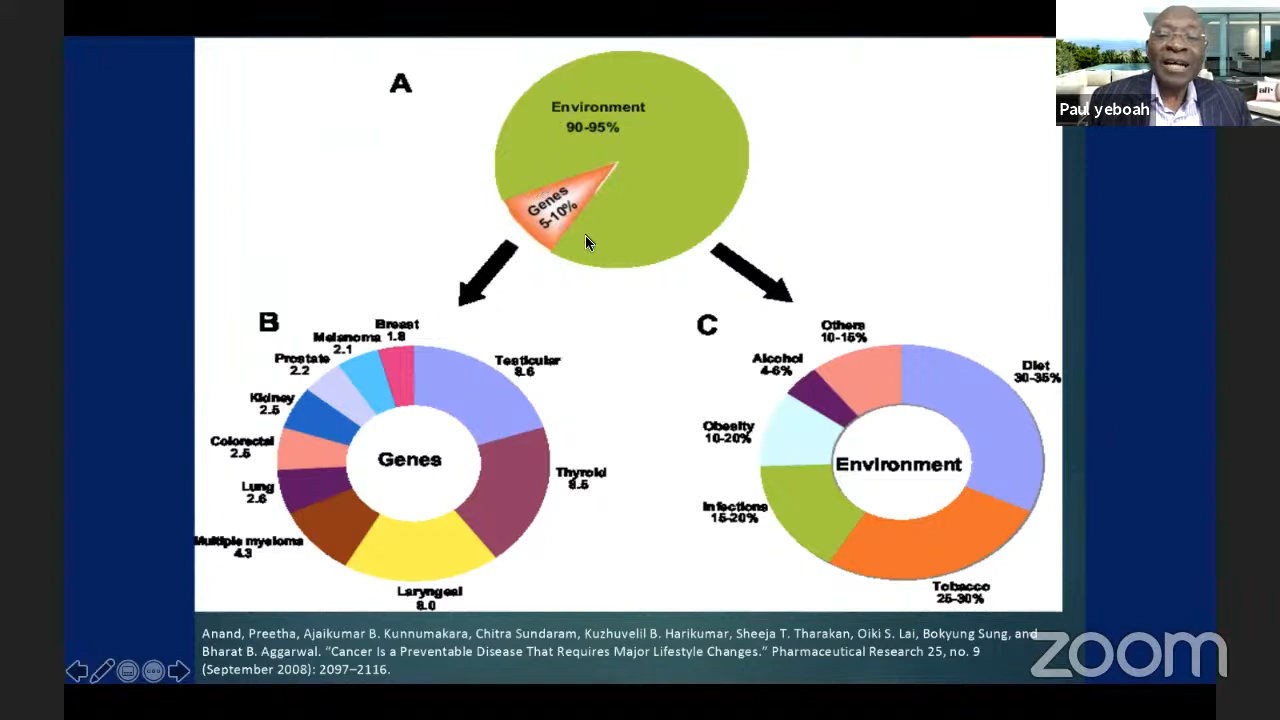 A
Environment
90-95%
Genes
5-10%
B
Breast
1.8
Melanoma
2.1
Prostate
2.2
Kidney
2.5
Colorectal
2.5
Lung
2.6
Multiple myeloma
4.3
Laryngeal
8.0
Thyroid
8.5
Testicular
8.6
Genes
C
Others
10-15%
Alcohol
4-6%
Diet
30-35%
Obesity
10-20%
Infections
15-20%
Tobacco
25-30%
Environment
Anand, Preetha, Ajaikumar B. Kunnumakara, Chitra Sundaram, Kuzhuvelil B. Harikumar, Sheeja T. Tharakan, Oiki S. Lai, Bokyung Sung, and
Bharat B. Aggarwal. “Cancer Is a Preventable Disease That Requires Major Lifestyle Changes.” Pharmaceutical Research 25, no. 9
(September 2008): 2097–2116.
Paul yeboah
zoom